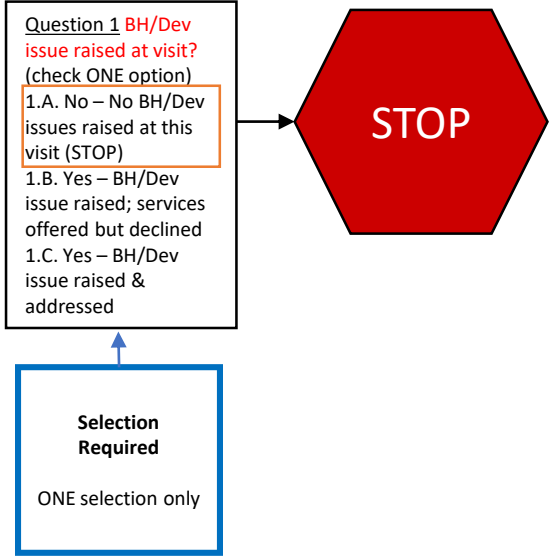 Question 1 BH/Dev
issue raised at visit?
(check ONE option)
1.A. No – No BH/Dev
issues raised at this
visit (STOP)
1.B. Yes – BH/Dev
issue raised; services
offered but declined
1.C. Yes – BH/Dev
issue raised &
addressed
STOP
Selection
Required
ONE selection only